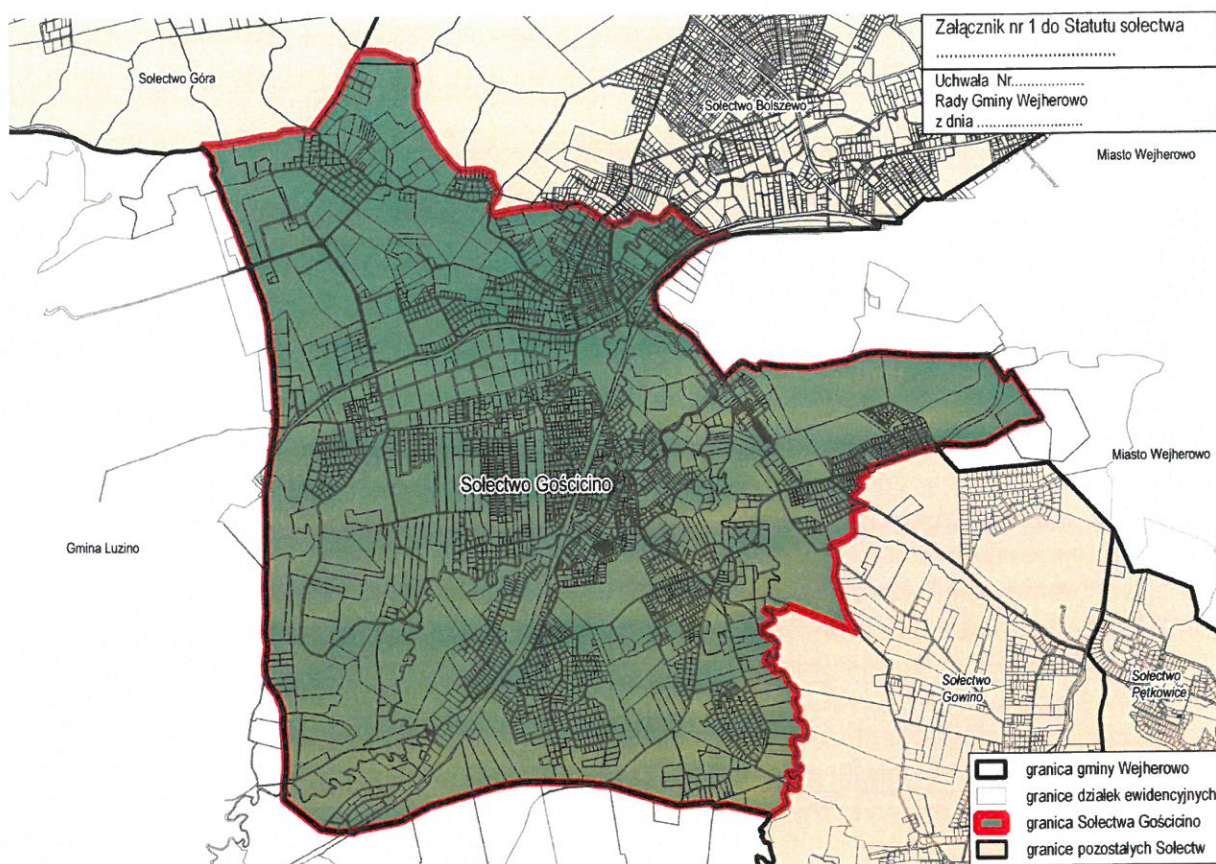 Załącznik nr 1 do Statutu sołectwa
....................................
Uchwała Nr..................
Rady Gminy Wejherowo
z dnia ..........................
Sołectwo Góra
Sołectwo Bolszewo
Miasto Wejherowo
Miasto Wejherowo
Sołectwo Gościcino
Gmina Luzino
Sołectwo
Gowino
Sołectwo
Pętkowice
granica gminy Wejherowo
granice działek ewidencyjnych
granica Sołectwa Gościcino
granice pozostałych Sołectw